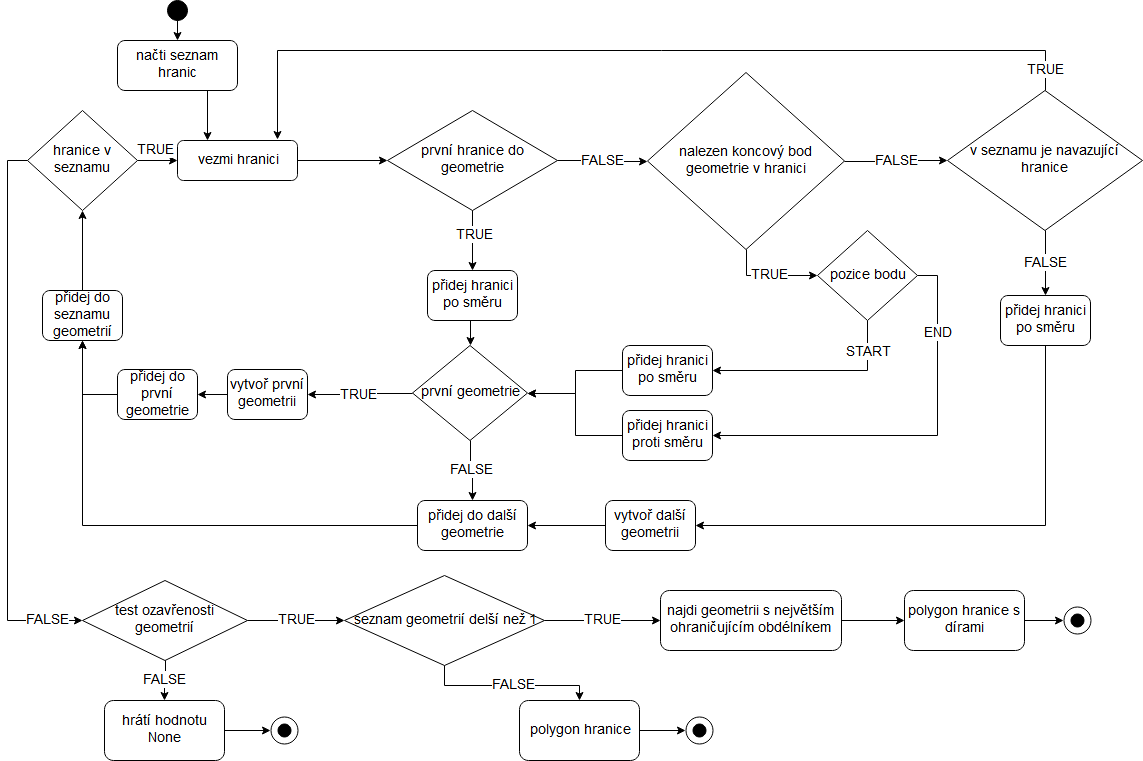 načti seznam
hranic
TRUE
hranice v
seznamu
TRUE
vezmi hranici
první hranice do
geometrie
FALSE
nalezen koncový bod
geometrie v hranici
FALSE
v seznamu je navazující
hranice
TRUE
TRUE
pozice bodu
FALSE
přidej hranici
po směru
přidej do
seznamu
geometrií
přidej hranici
po směru
END
START
přidej do
první
geometrie
vytvoř první
geometrii
TRUE
první geometrie
přidej hranici
po směru
přidej hranici
proti směru
FALSE
přidej do další
geometrie
vytvoř další
geometrii
FALSE
test ozavřenosti
geometrií
TRUE
seznam geometrií delší než 1
TRUE
najdi geometrii s největším
ohraničujícím obdélníkem
polygon hranice s
dírami
FALSE
FALSE
hrátí hodnotu
None
polygon hranice